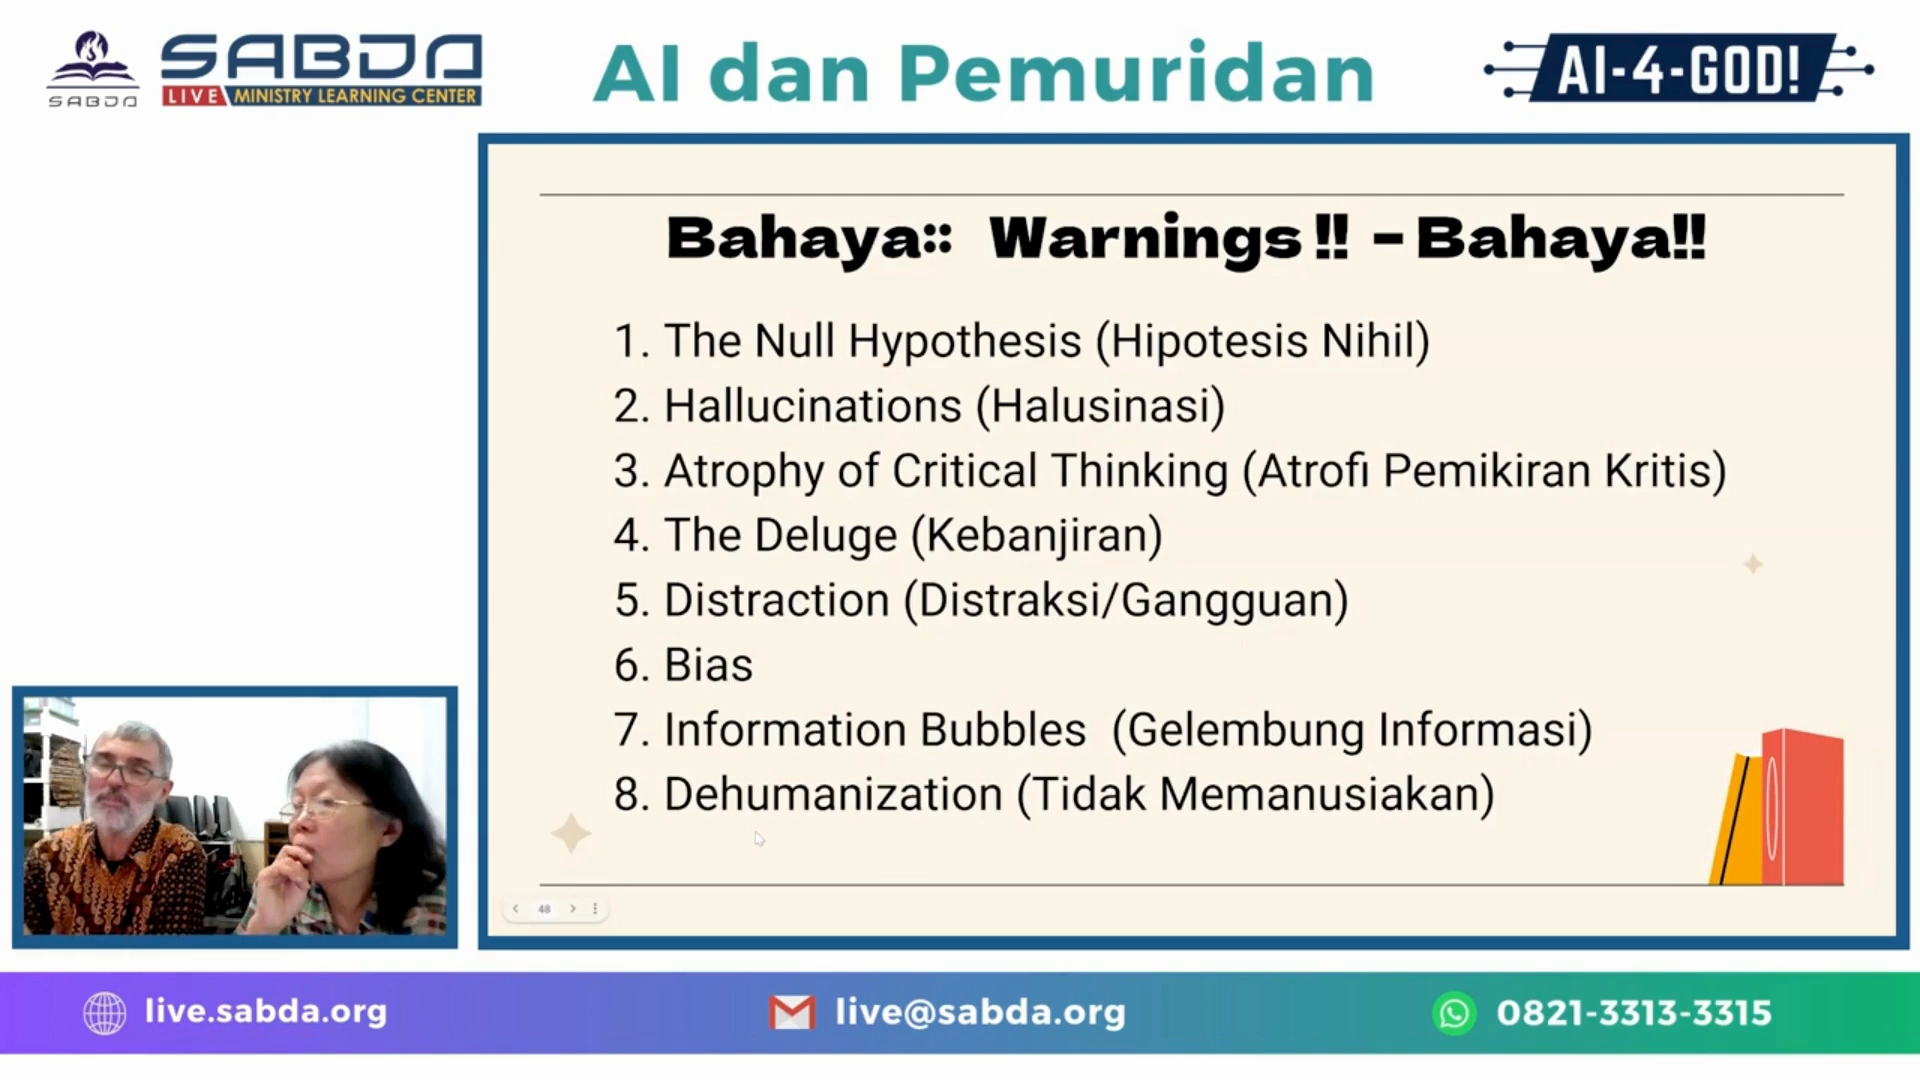 SABDA
SABDA
LIVE MINISTRY LEARNING CENTER
AI dan Pemuridan
AI-4-GOD!
Bahaya:: Warnings!! - Bahaya!!
1. The Null Hypothesis (Hipotesis Nihil)
2. Hallucinations (Halusinasi)
3. Atrophy of Critical Thinking (Atrofi Pemikiran Kritis)
4. The Deluge (Kebanjiran)
5. Distraction (Distraksi/Gangguan)
6. Bias
7. Information Bubbles (Gelembung Informasi)
8. Dehumanization (Tidak Memanusiakan)
48
live.sabda.org
live@sabda.org
0821-3313-3315